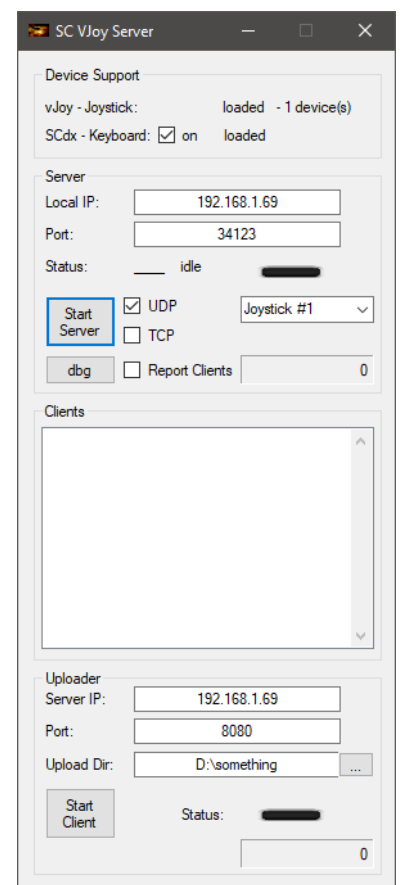 SC VJoy Server
Device Support
vJoy - Joystick: loaded - 1 device(s)
SCdx - Keyboard: on loaded
Server
Local IP: 192.168.1.69
Port: 34123
Status: ____ idle
Start Server UDP Joystick #1
TCP
dbg Report Clients 0
Clients
Uploader
Server IP: 192.168.1.69
Port: 8080
Upload Dir: D:\something ...
Start Client Status:
0